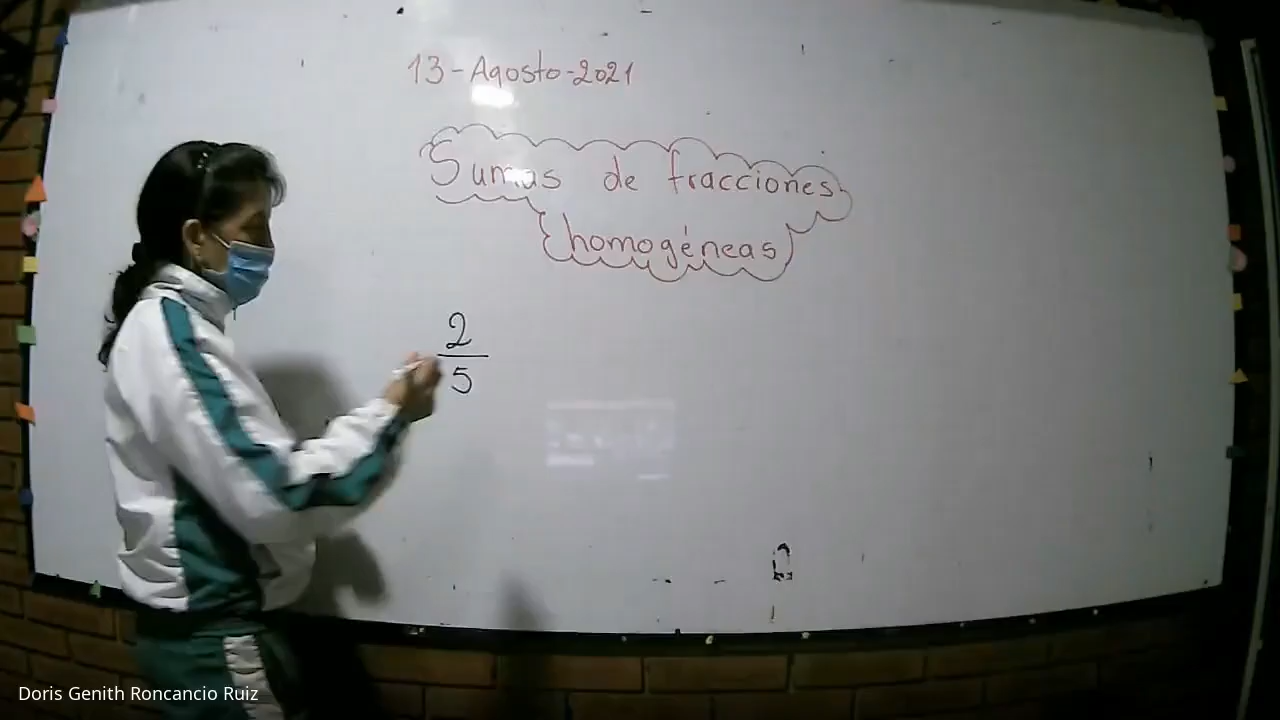 13-Agosto-2021
Sumas de fracciones
homogéneas
2
5
Doris Genith Roncancio Ruiz